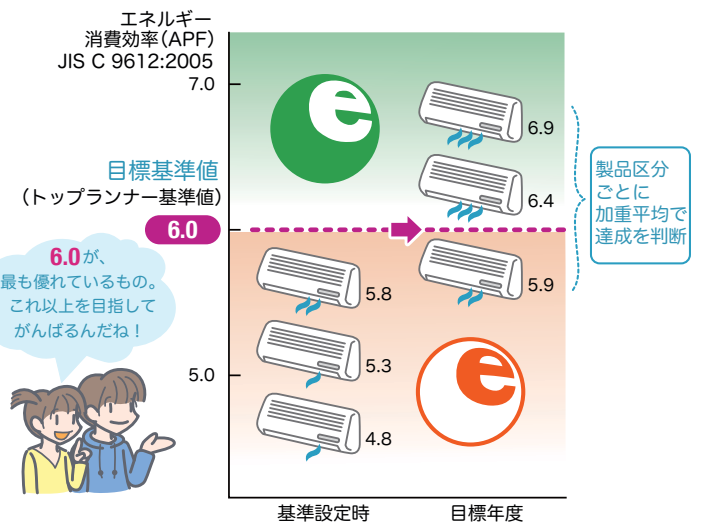 エネルギー
消費効率(APF)
JIS C 9612:2005
7.0
目標基準値
(トップランナー基準値)
6.0
6.0が、
最も優れているもの。
これ以上を目指して
がんばるんだね!
5.0
e
6.9
6.4
5.9
5.8
5.3
4.8
e
製品区分
ごとに
加重平均で
達成を判断
基準設定時
目標年度